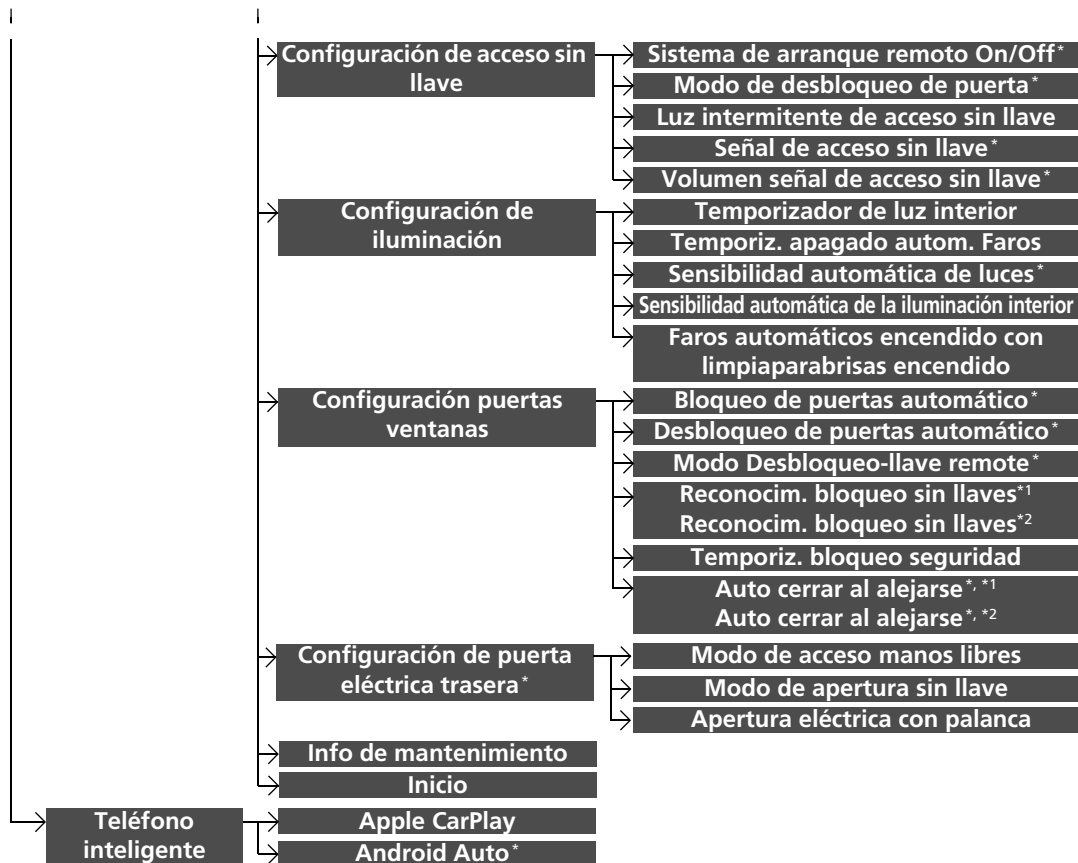 Configuración de acceso sin
llave
Sistema de arranque remoto On/Off*
Modo de desbloqueo de puerta*
Luz intermitente de acceso sin llave
Señal de acceso sin llave*
Volumen señal de acceso sin llave*
Configuración de
iluminación
Temporizador de luz interior
Temporiz. apagado autom. Faros
Sensibilidad automática de luces*
Sensibilidad automática de la iluminación interior
Faros automáticos encendido con
limpiaparabrisas encendido
Configuración puertas
ventanas
Bloqueo de puertas automático*
Desbloqueo de puertas automático*
Modo Desbloqueo-llave remote*
Reconocim. bloqueo sin llaves*1
Reconocim. bloqueo sin llaves*2
Temporiz. bloqueo seguridad
Auto cerrar al alejarse*, *1
Auto cerrar al alejarse*, *2
Configuración de puerta
eléctrica trasera*
Modo de acceso manos libres
Modo de apertura sin llave
Apertura eléctrica con palanca
Info de mantenimiento
Inicio
Teléfono
inteligente
Apple CarPlay
Android Auto*